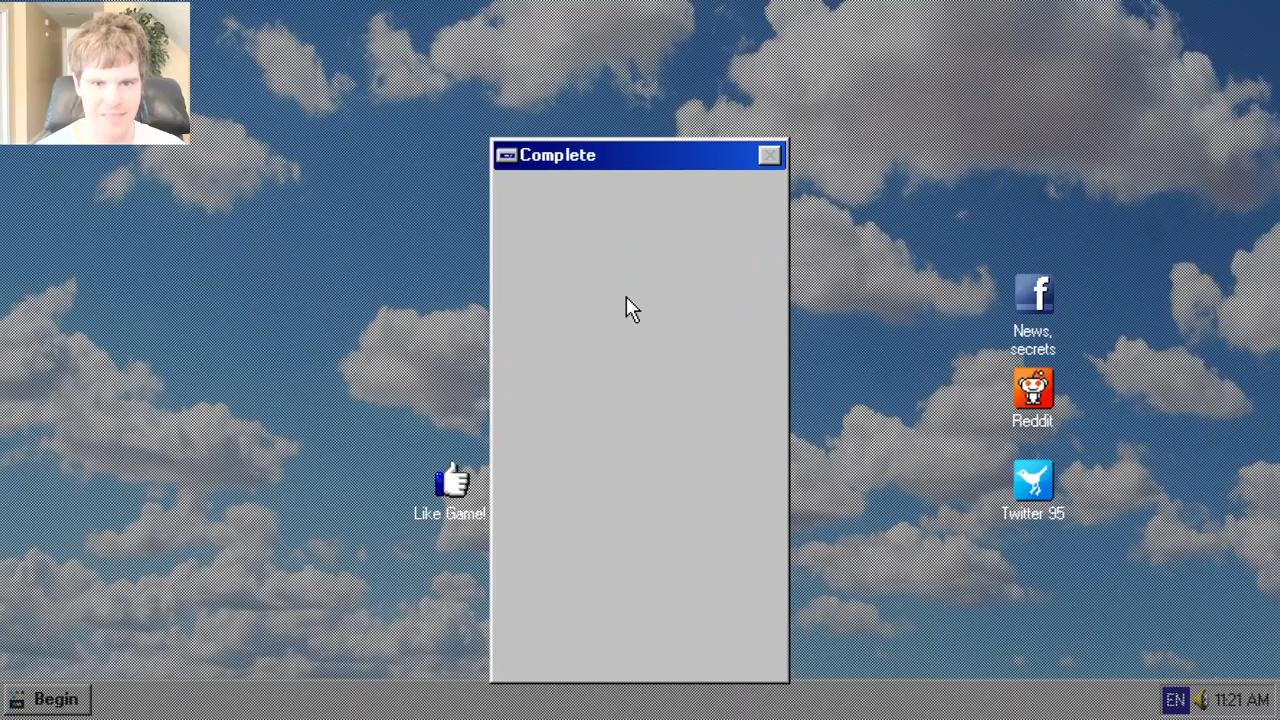 Complete
News,
secrets
Reddit
Like Game!
Twitter 95
Begin
EN
11:21 AM